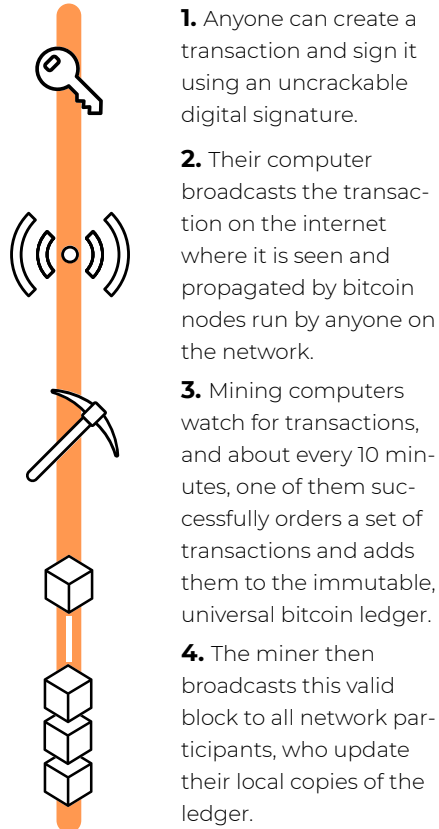 1. Anyone can create a
transaction and sign it
using an uncrackable
digital signature.
2. Their computer
broadcasts the transac-
tion on the internet
where it is seen and
propagated by bitcoin
nodes run by anyone on
the network.
3. Mining computers
watch for transactions,
and about every 10 min-
utes, one of them suc-
cessfully orders a set of
transactions and adds
them to the immutable,
universal bitcoin ledger.
4. The miner then
broadcasts this valid
block to all network par-
ticipants, who update
their local copies of the
ledger.